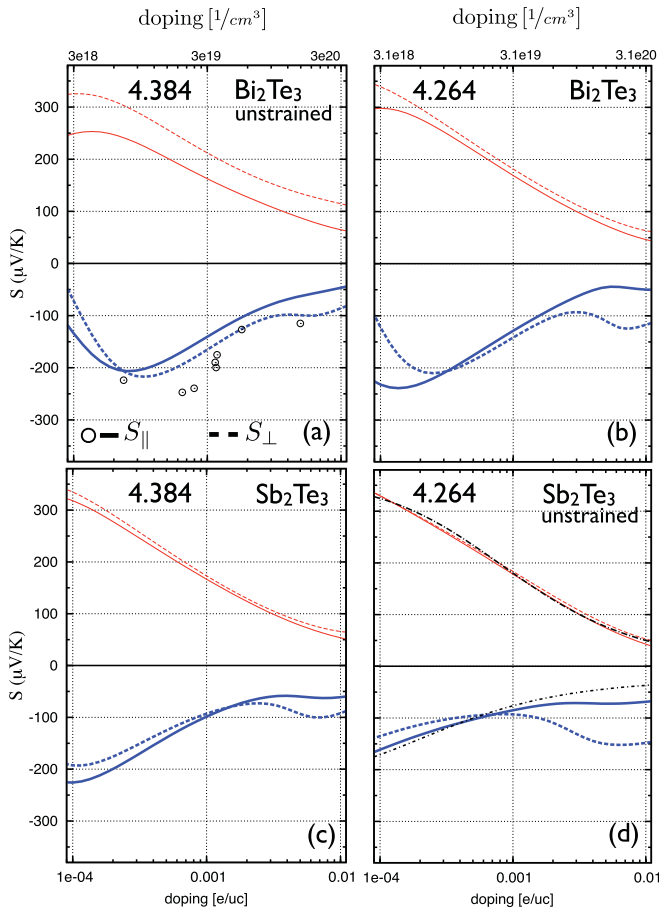 doping [1/cm³]
doping [1/cm³]
3e18 3e19 3e20
3.1e18 3.1e19 3.1e20
4.384 Bi₂Te₃
unstrained
4.264 Bi₂Te₃
S (μV/K)
300
200
100
0
-100
-200
-300
S∥ S⊥ (a)
(b)
4.384 Sb₂Te₃
4.264 Sb₂Te₃
unstrained
S (μV/K)
300
200
100
0
-100
-200
-300
(c)
(d)
1e-04 0.001 0.01
1e-04 0.001 0.01
doping [e/uc]
doping [e/uc]